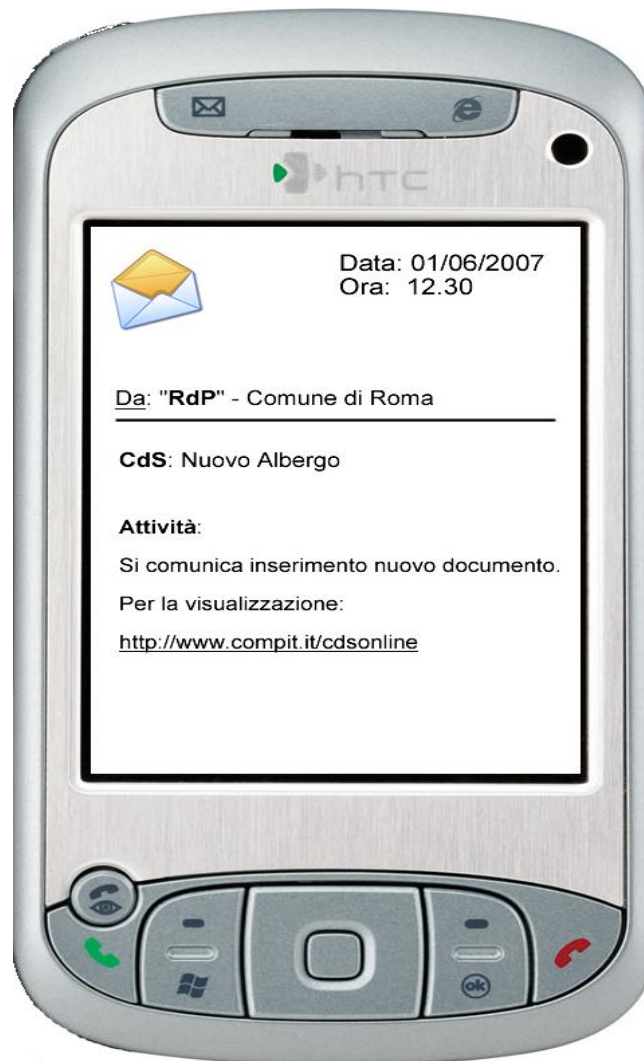 hTC
Data: 01/06/2007
Ora: 12.30
Da: "RdP" - Comune di Roma
CdS: Nuovo Albergo
Attività:
Si comunica inserimento nuovo documento.
Per la visualizzazione:
http://www.compit.it/cdsonline
ok